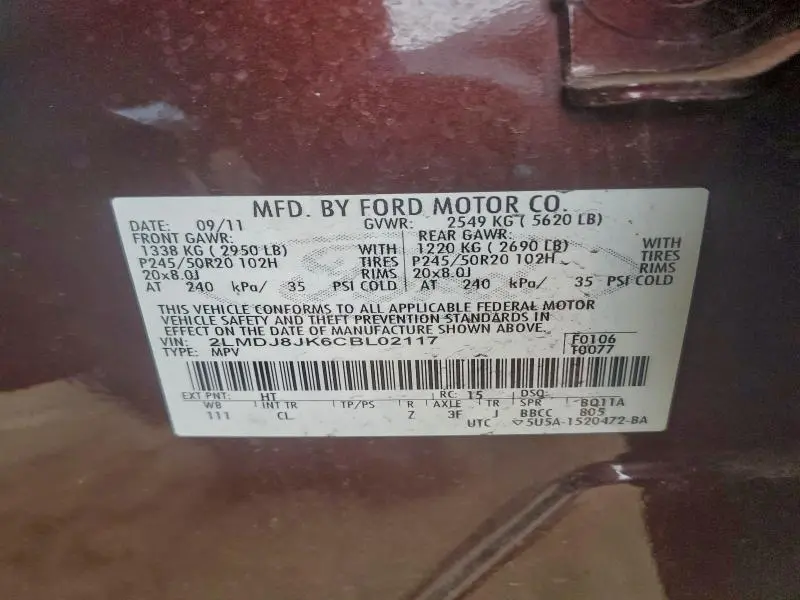 MFD. BY FORD MOTOR CO.
DATE: 09/11 GVWR: 2549 KG ( 5620 LB)
FRONT GAWR: REAR GAWR:
1338 KG ( 2950 LB) WITH 1220 KG ( 2690 LB) WITH
P245/50R20 102H TIRES P245/50R20 102H TIRES
20x8.0J RIMS 20x8.0J RIMS
AT 240 kPa/ 35 PSI COLD AT 240 kPa/ 35 PSI COLD
THIS VEHICLE CONFORMS TO ALL APPLICABLE FEDERAL MOTOR
VEHICLE SAFETY AND THEFT PREVENTION STANDARDS IN
EFFECT ON THE DATE OF MANUFACTURE SHOWN ABOVE.
VIN: 2LMDJ8JK6CBL02117 F0106
TYPE: MPV T0077
EXT PNT: HT RC: 15 DSO:
WB INT TR TP/PS R AXLE TR SPR BQ11A
111 CL Z 3F J BBCC 805
UTC ▽5U5A-1520472-BA